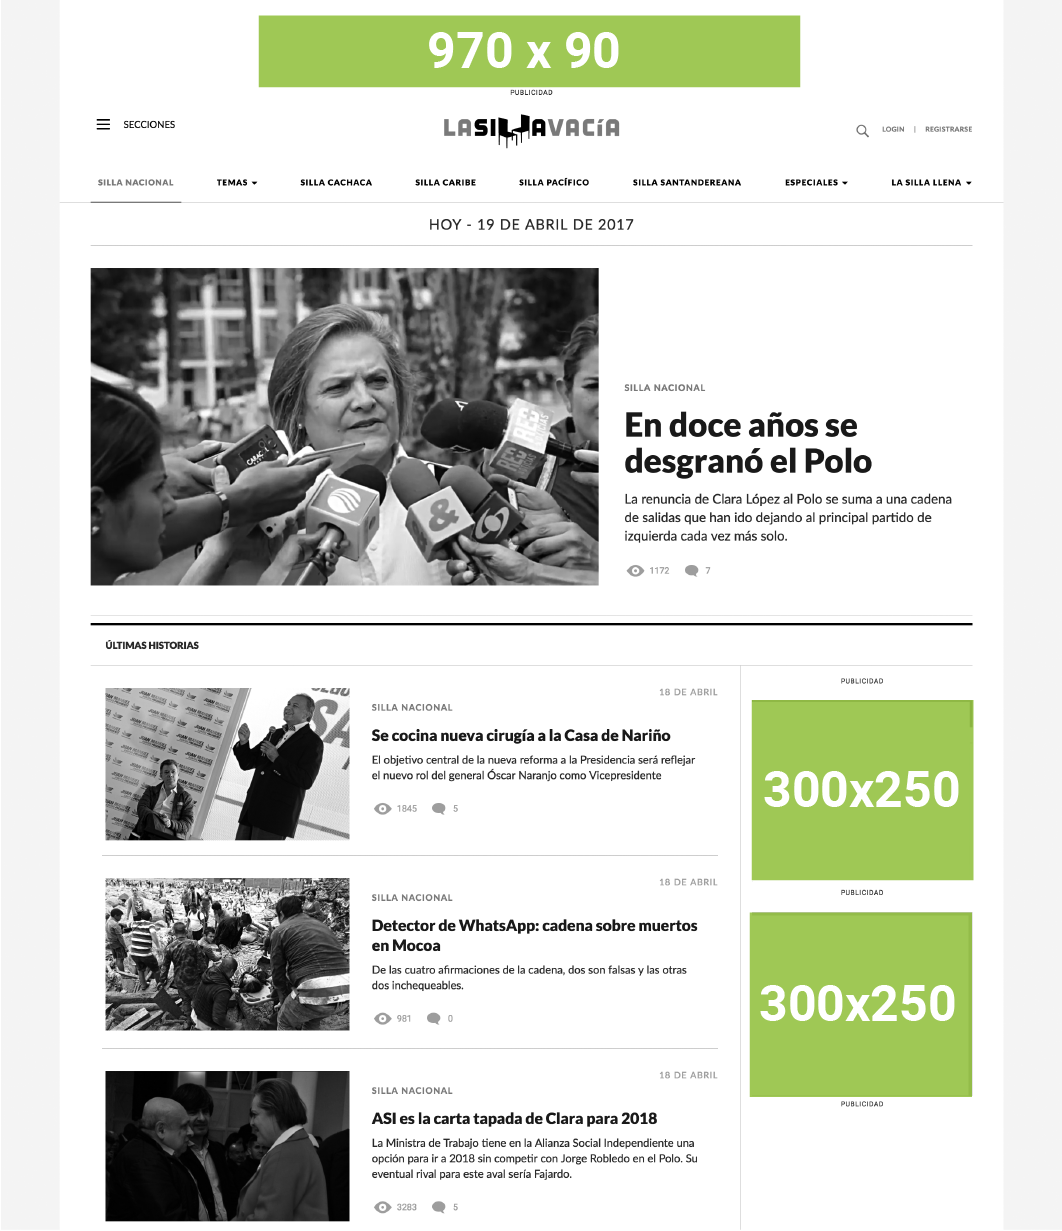 970 x 90
PUBLICIDAD
SECCIONES
LASILLAVACÍA
LOGIN | REGISTRARSE
SILLA NACIONAL
TEMAS
SILLA CACHACA
SILLA CARIBE
SILLA PACÍFICO
SILLA SANTANDEREANA
ESPECIALES
LA SILLA LLENA
HOY - 19 DE ABRIL DE 2017
CARACOL
&
SILLA NACIONAL
En doce años se
desgranó el Polo
La renuncia de Clara López al Polo se suma a una cadena
de salidas que han ido dejando al principal partido de
izquierda cada vez más solo.
1172 7
ÚLTIMAS HISTORIAS
18 DE ABRIL
SILLA NACIONAL
Se cocina nueva cirugía a la Casa de Nariño
El objetivo central de la nueva reforma a la Presidencia será reflejar
el nuevo rol del general Óscar Naranjo como Vicepresidente
1845 5
18 DE ABRIL
SILLA NACIONAL
Detector de WhatsApp: cadena sobre muertos
en Mocoa
De las cuatro afirmaciones de la cadena, dos son falsas y las otras
dos inchequeables.
981 0
18 DE ABRIL
SILLA NACIONAL
ASI es la carta tapada de Clara para 2018
La Ministra de Trabajo tiene en la Alianza Social Independiente una
opción para ir a 2018 sin competir con Jorge Robledo en el Polo. Su
eventual rival para este aval sería Fajardo.
3283 5
PUBLICIDAD
300x250
PUBLICIDAD
300x250
PUBLICIDAD